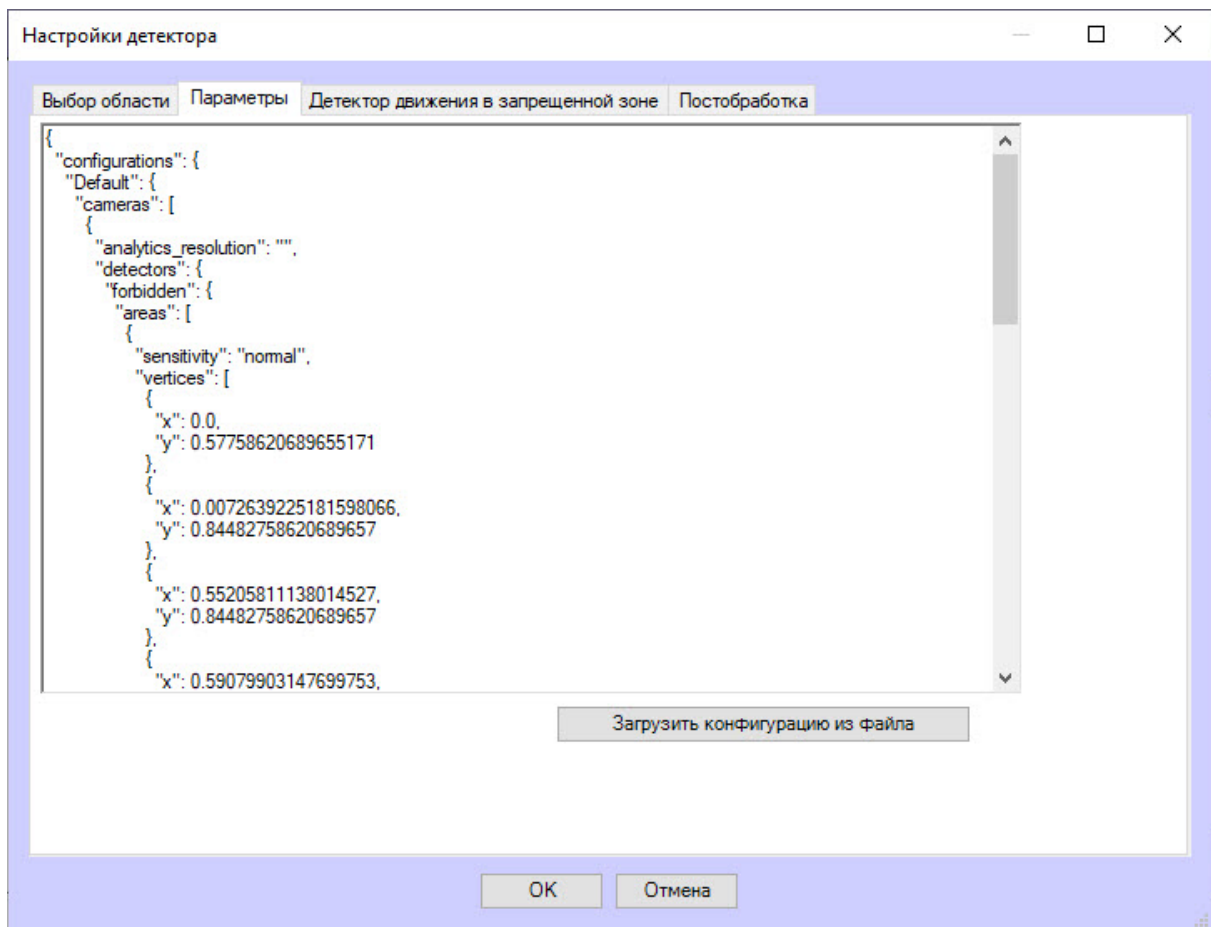 Настройки детектора
Выбор области Параметры Детектор движения в запрещенной зоне Постобработка
{
"configurations": {
"Default": {
"cameras": [
{
"analytics_resolution": "",
"detectors": {
"forbidden": {
"areas": [
{
"sensitivity": "normal",
"vertices": [
{
"x": 0.0,
"y": 0.57758620689655171
},
{
"x": 0.0072639225181598066,
"y": 0.84482758620689657
},
{
"x": 0.55205811138014527,
"y": 0.84482758620689657
},
{
"x": 0.59079903147699753,
Загрузить конфигурацию из файла
OK Отмена